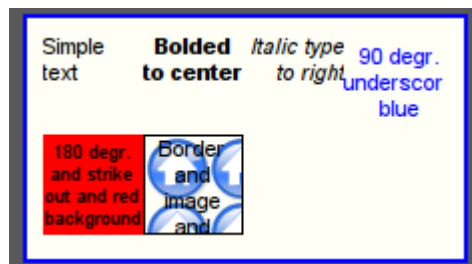 Simple
text
Bolded
to center
Italic type
to right
90 degr.
underscor
blue
180 degr.
and strike
out and red
background
Border
and
image
and